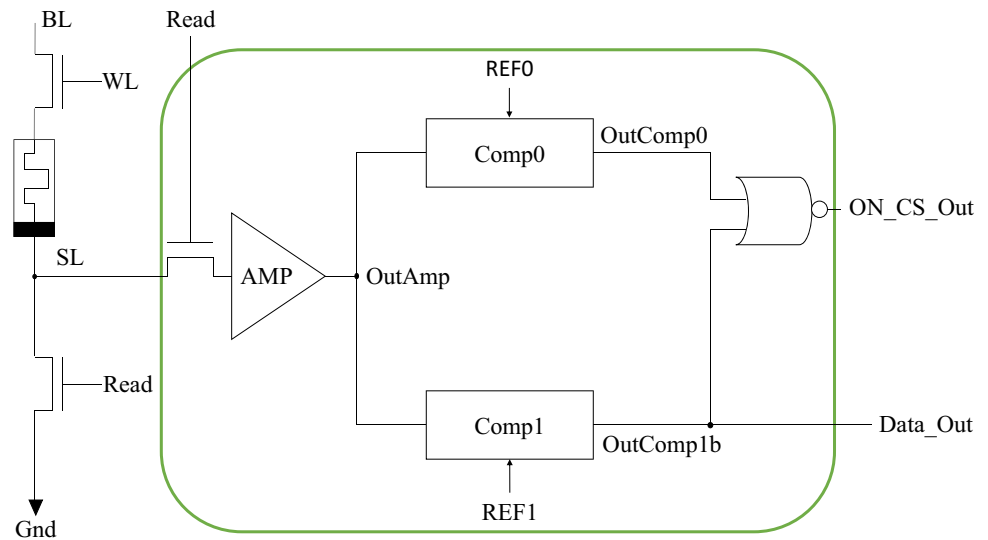 BL
Read
WL
REF0
Comp0
OutComp0
ON_CS_Out
SL
AMP
OutAmp
Read
Comp1
OutComp1b
Data_Out
REF1
Gnd